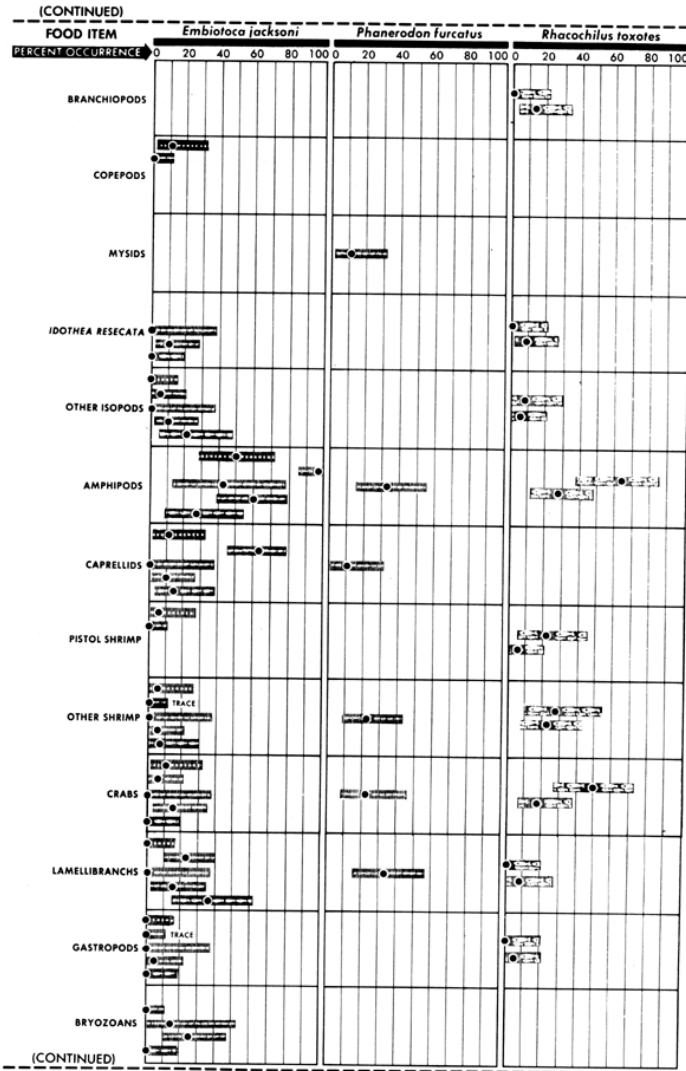 (CONTINUED)
FOOD ITEM Embiotoca jacksoni Phanerodon furcatus Rhacochilus toxotes
PERCENT OCCURRENCE 0 20 40 60 80 100 0 20 40 60 80 100 0 20 40 60 80 100
BRANCHIOPODS
COPEPODS
MYSIDS
IDOTHEA RESECATA
OTHER ISOPODS
AMPHIPODS
CAPRELLIDS
PISTOL SHRIMP
TRACE
OTHER SHRIMP
CRABS
LAMELLIBRANCHS
TRACE
GASTROPODS
BRYOZOANS
(CONTINUED)